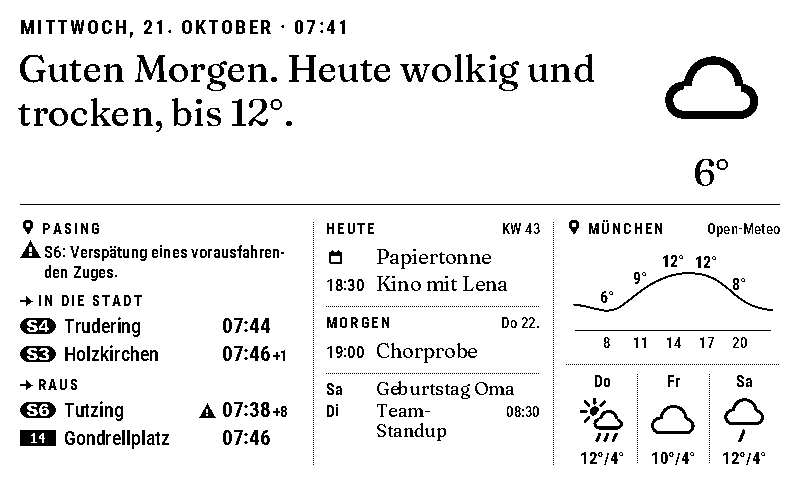 MITTWOCH, 21. OKTOBER · 07:41
Guten Morgen. Heute wolkig und
trocken, bis 12°.
6°
PASING
S6: Verspätung eines vorausfahren-
den Zuges.
→ IN DIE STADT
S4 Trudering 07:44
S3 Holzkirchen 07:46 +1
→ RAUS
S6 Tutzing 07:38 +8
14 Gondrellplatz 07:46
HEUTE KW 43
Papiertonne
18:30 Kino mit Lena
MORGEN Do 22.
19:00 Chorprobe
Sa Geburtstag Oma
Di Team- 08:30
Standup
MÜNCHEN Open-Meteo
6° 9° 12° 12° 8°
8 11 14 17 20
Do Fr Sa
12°/4° 10°/4° 12°/4°